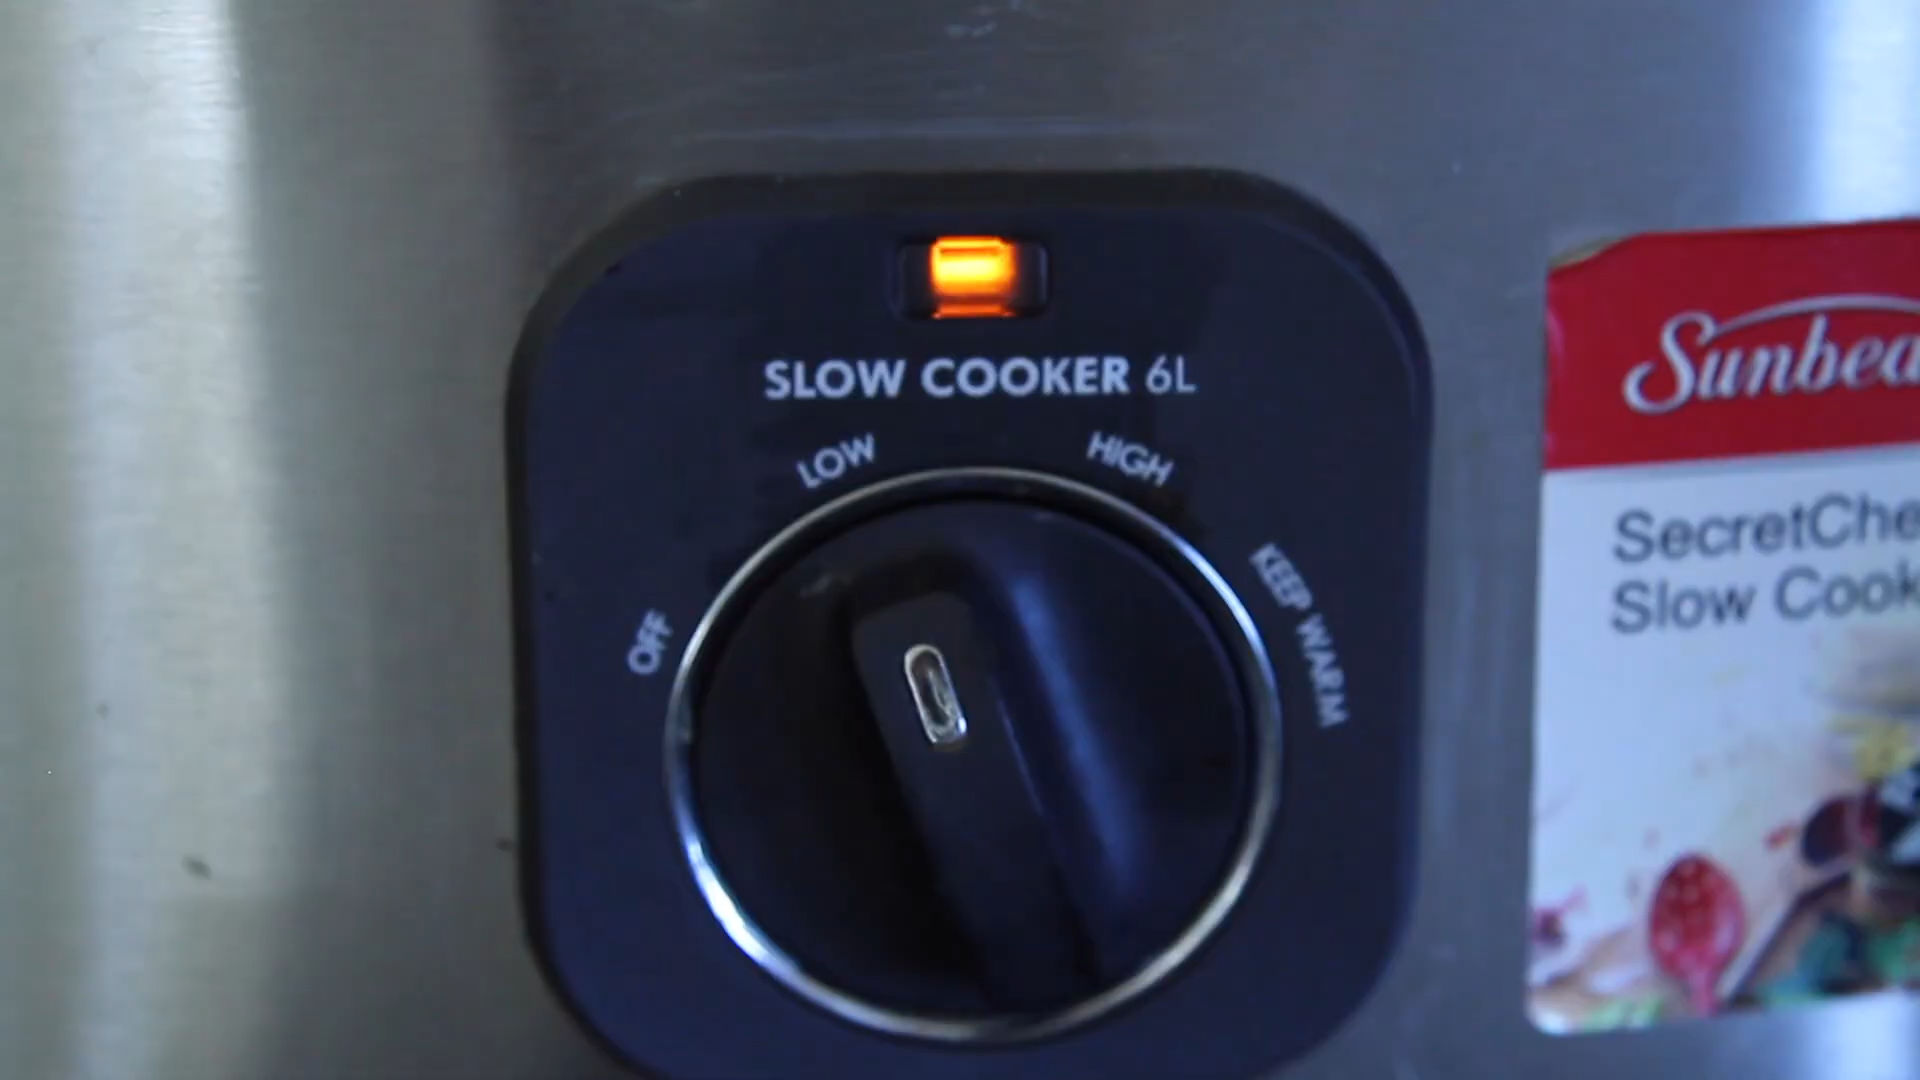 SLOW COOKER 6L
LOW
HIGH
OFF
KEEP WARM
Sunbea
SecretChe
Slow Cook